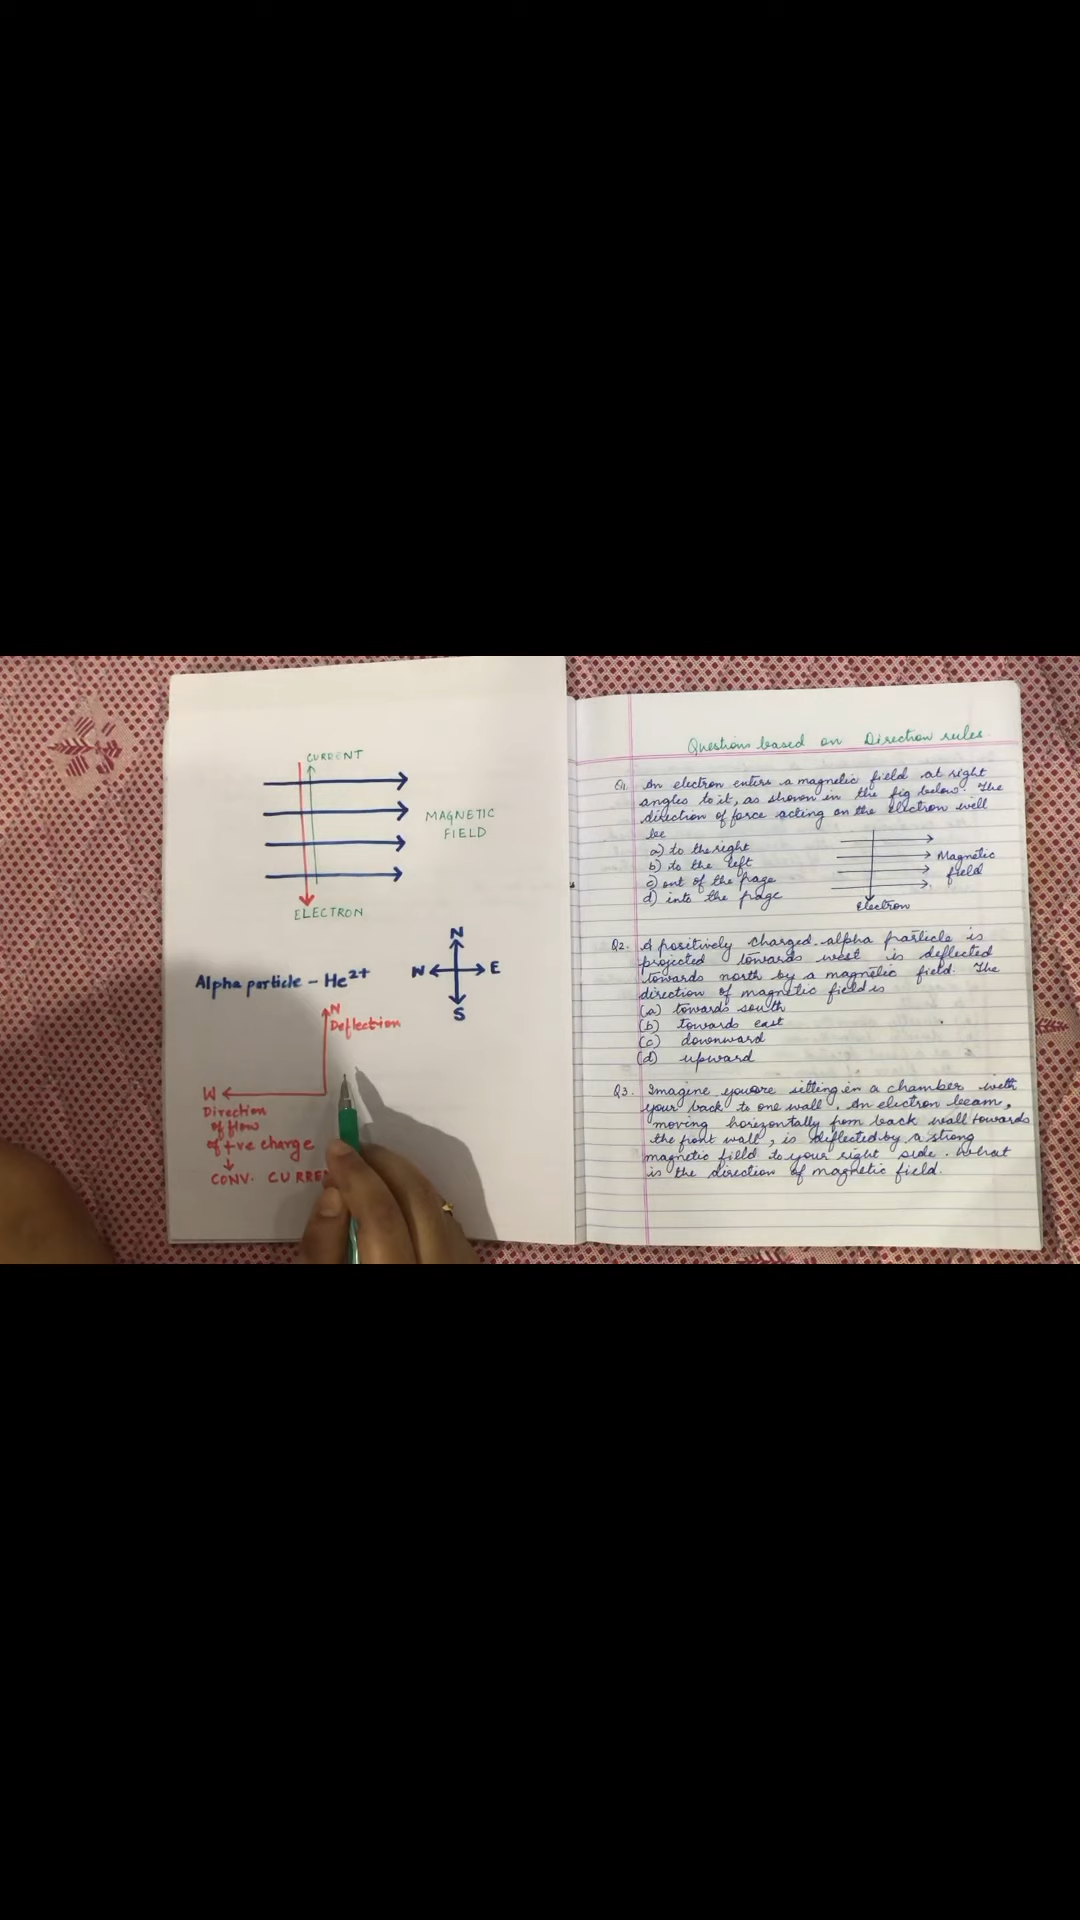 CURRENT
MAGNETIC
FIELD
ELECTRON
N
W E
S
Alpha particle - He2+
N
Deflection
W
Direction
of flow
of +ve charge
↓
CONV. CURRE
Questions based on Direction rules.
Q1. An electron enters a magnetic field at right
angles to it, as shown in the fig below. The
direction of force acting on the electron will
be
a) to the right
b) to the left
c) out of the page
d) into the page
Magnetic
field
Electron
Q2. A positively charged alpha particle is
projected towards west is deflected
towards north by a magnetic field. The
direction of magnetic field is
(a) towards south
(b) towards east
(c) downward
(d) upward
Q3. Imagine you are sitting in a chamber with
your back to one wall. An electron beam,
moving horizontally from back wall towards
the front wall, is deflected by a strong
magnetic field to your right side. What
is the direction of magnetic field.